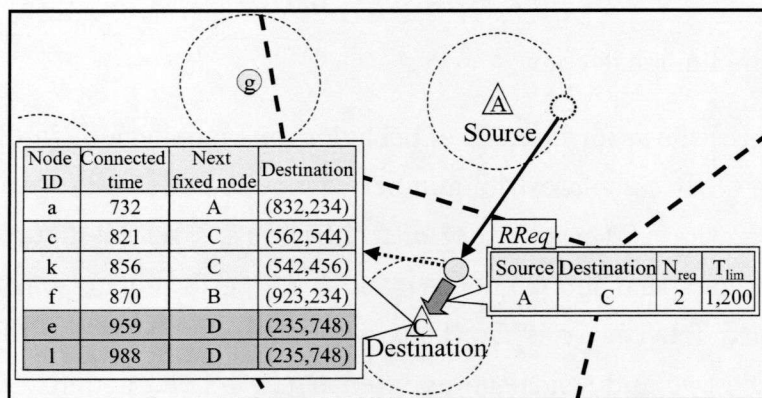 g
A
Source
Node ID Connected time Next fixed node Destination
a 732 A (832,234)
c 821 C (562,544)
k 856 C (542,456)
f 870 B (923,234)
e 959 D (235,748)
l 988 D (235,748)
RReq
Source Destination Nreq Tlim
A C 2 1,200
C
Destination